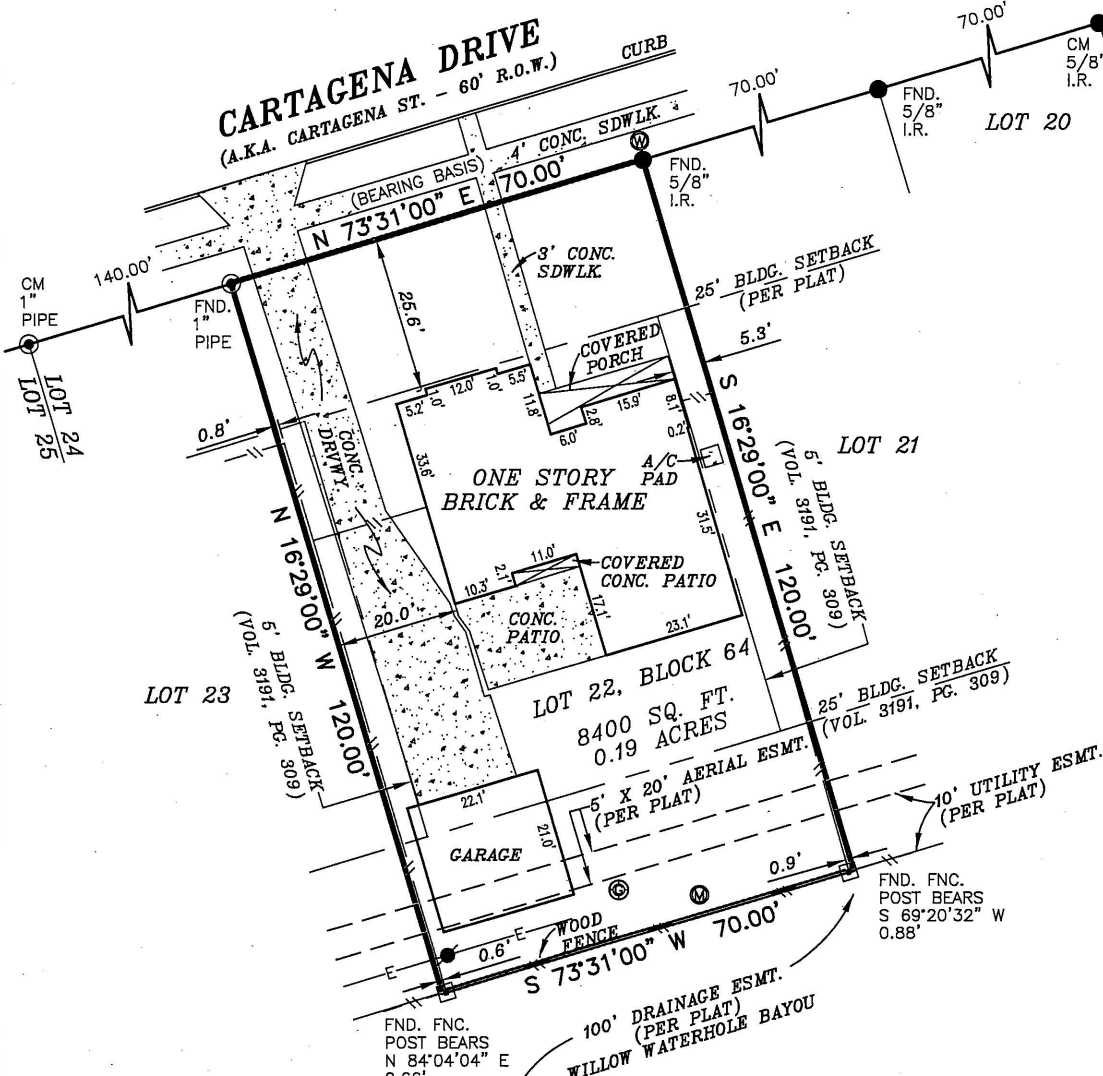 CARTAGENA DRIVE
(A.K.A. CARTAGENA ST. - 60' R.O.W.)
CURB
70.00'
CM
5/8"
I.R.
70.00'
FND.
5/8"
I.R.
LOT 20
4' CONC. SDWLK.
(BEARING BASIS)
N 73°31'00" E 70.00'
W
FND.
5/8"
I.R.
CM
1"
PIPE
140.00'
FND.
1"
PIPE
LOT 24
LOT 25
3' CONC.
SDWLK.
25.6'
25' BLDG. SETBACK
(PER PLAT)
COVERED
PORCH
5.3'
0.8'
CONC.
DRVWY.
5.2'
1.0'
12.0'
1.0'
5.5'
11.8'
6.0'
2.8'
15.9'
8.1'
0.2'
33.6'
ONE STORY
BRICK & FRAME
A/C
PAD
31.5'
S 16°29'00" E 120.00'
LOT 21
5' BLDG. SETBACK
(VOL. 3191, PG. 309)
N 16°29'00" W 120.00'
20.0'
10.3'
2.1'
11.0'
COVERED
CONC. PATIO
17.1'
CONC.
PATIO
23.1'
LOT 23
5' BLDG. SETBACK
(VOL. 3191, PG. 309)
LOT 22, BLOCK 64
8400 SQ. FT.
0.19 ACRES
25' BLDG. SETBACK
(VOL. 3191, PG. 309)
5' X 20' AERIAL ESMT.
(PER PLAT)
10' UTILITY ESMT.
(PER PLAT)
22.1'
21.0'
GARAGE
G
M
0.9'
FND. FNC.
POST BEARS
S 69°20'32" W
0.88'
E
E
0.6'
WOOD
FENCE
S 73°31'00" W 70.00'
100' DRAINAGE ESMT.
(PER PLAT)
WILLOW WATERHOLE BAYOU
FND. FNC.
POST BEARS
N 84°04'04" E